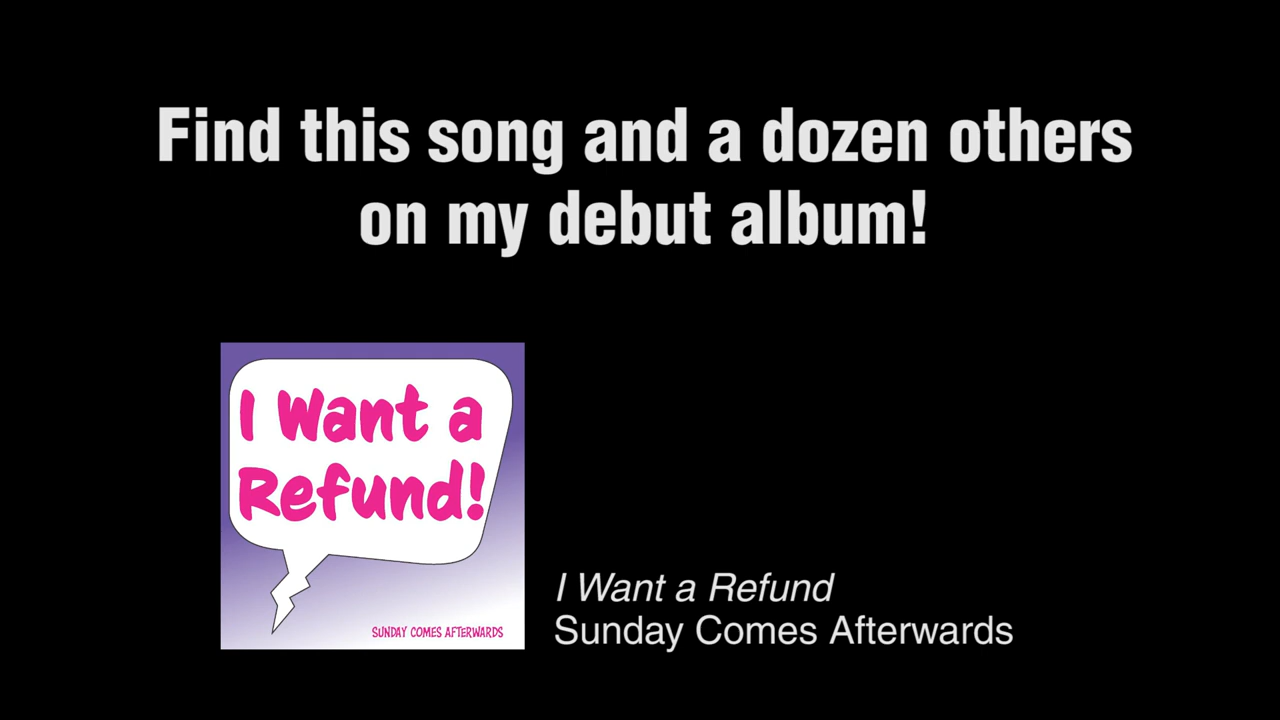 Find this song and a dozen others
on my debut album!
I Want a
Refund!
SUNDAY COMES AFTERWARDS
I Want a Refund
Sunday Comes Afterwards